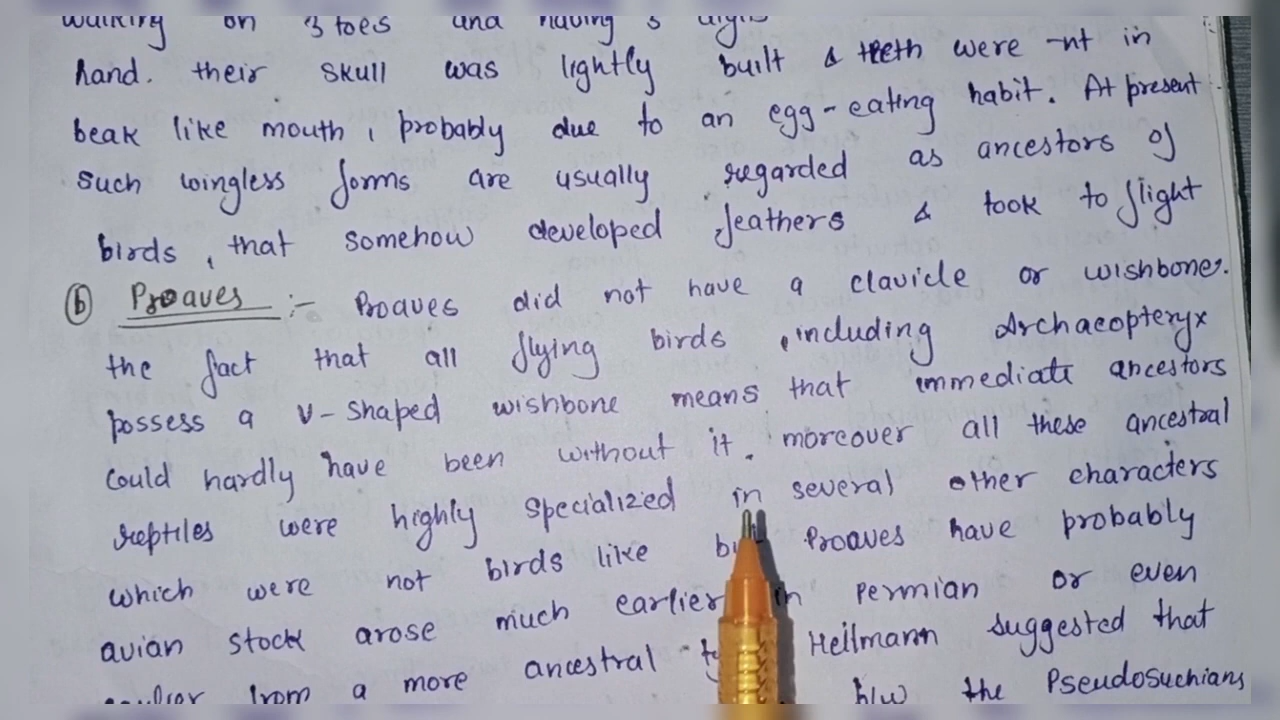 walking on 3 toes and having 3
hand. their skull was lightly built & teeth were -nt in
beak like mouth, probably due to an egg-eating habit. At present
such wingless forms are usually regarded as ancestors of
birds, that somehow developed feathers & took to flight
(b) Proaves :- Proaves did not have a clavicle or wishbone.
the fact that all flying birds, including Archaeopteryx
possess a V-shaped wishbone means that immediate ancestors
could hardly have been without it. moreover all these ancestral
reptiles were highly specialized in several other characters
which were not birds like but Proaves have probably
avian stock arose much earlier in permian or even
from a more ancestral Heilmann suggested that
b/w the Pseudosuchians